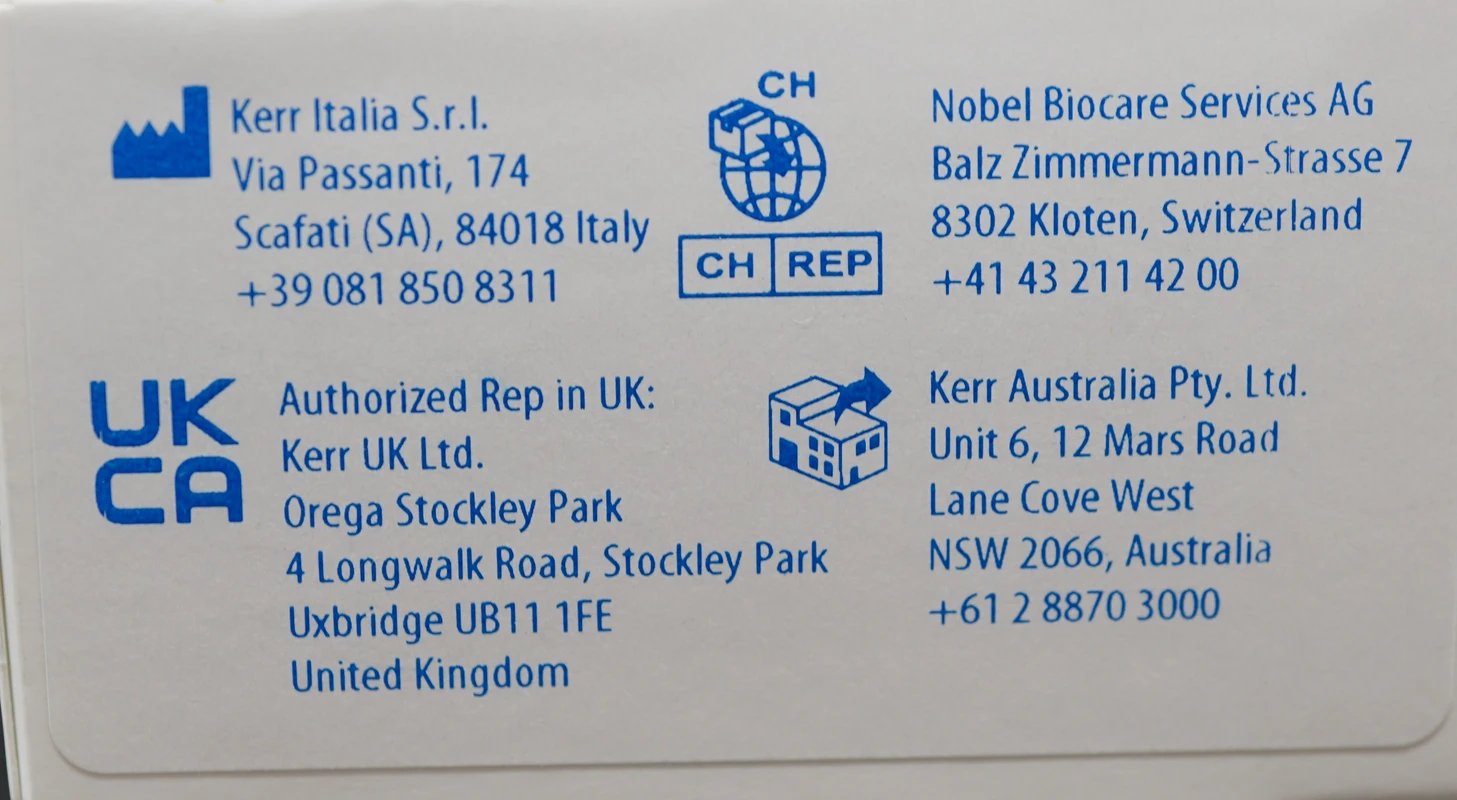 Kerr Italia S.r.l.
Via Passanti, 174
Scafati (SA), 84018 Italy
+39 081 850 8311
CH
CH REP
Nobel Biocare Services AG
Balz Zimmermann-Strasse 7
8302 Kloten, Switzerland
+41 43 211 42 00
UK
CA
Authorized Rep in UK:
Kerr UK Ltd.
Orega Stockley Park
4 Longwalk Road, Stockley Park
Uxbridge UB11 1FE
United Kingdom
Kerr Australia Pty. Ltd.
Unit 6, 12 Mars Road
Lane Cove West
NSW 2066, Australia
+61 2 8870 3000